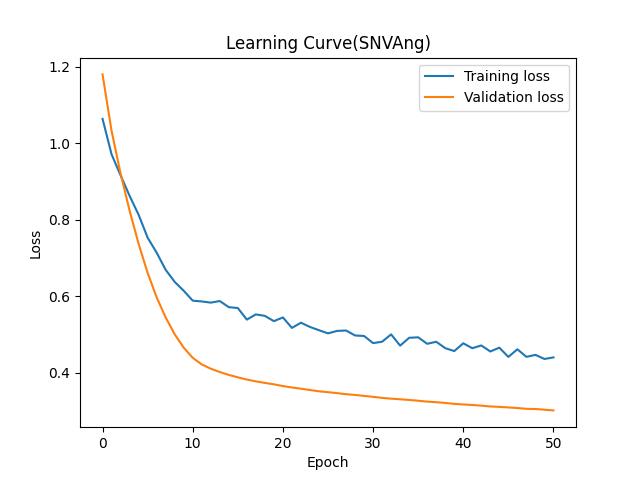 Learning Curve(SNVAng)
Training loss
Validation loss
1.2
1.0
0.8
0.6
0.4
Loss
0 10 20 30 40 50
Epoch